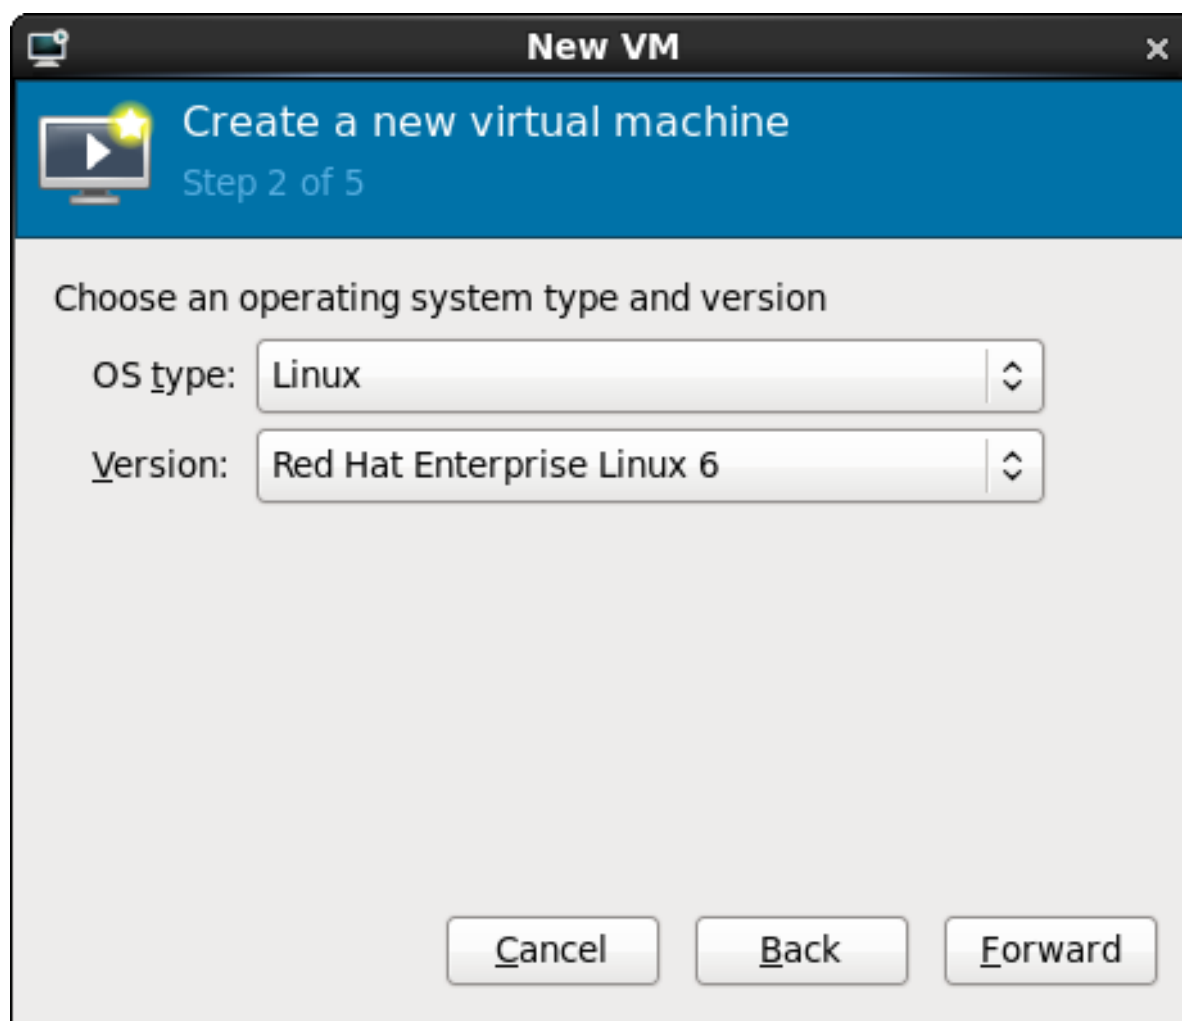 New VM
Create a new virtual machine
Step 2 of 5
Choose an operating system type and version
OS type: Linux
Version: Red Hat Enterprise Linux 6
Cancel Back Forward